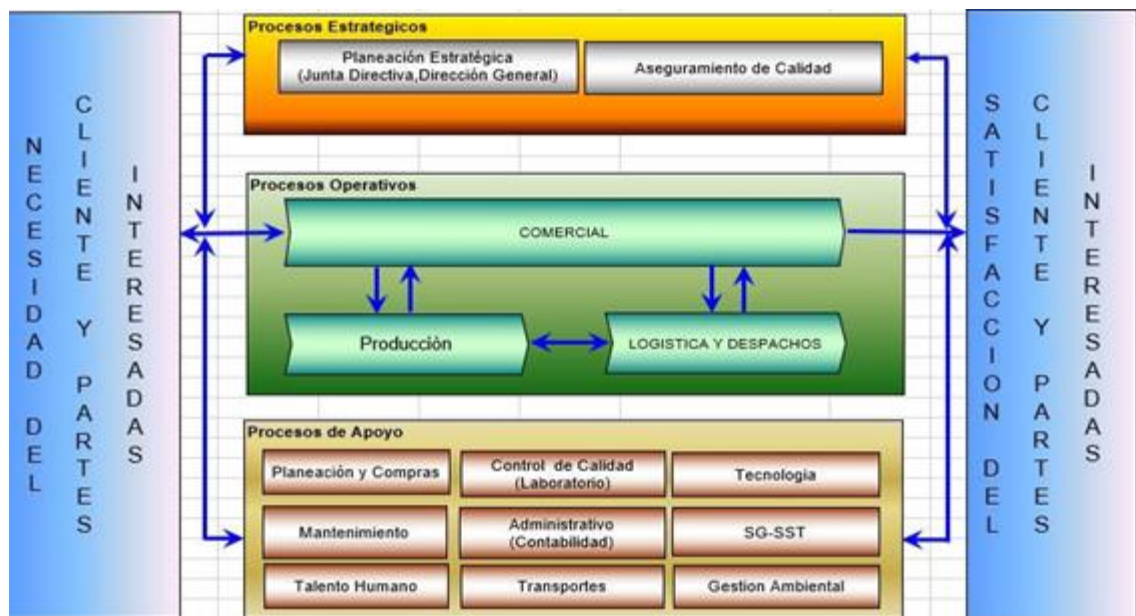 NECESIDAD DEL
CLIENTE Y PARTES
INTERESADAS
Procesos Estrategicos
Planeación Estratégica
(Junta Directiva,Dirección General)
Aseguramiento de Calidad
Procesos Operativos
COMERCIAL
Producciòn
LOGISTICA Y DESPACHOS
Procesos de Apoyo
Planeación y Compras
Control de Calidad
(Laboratorio)
Tecnologia
Mantenimiento
Administrativo
(Contabilidad)
SG-SST
Talento Humano
Transportes
Gestion Ambiental
SATISFACCION DEL
CLIENTE Y PARTES
INTERESADAS